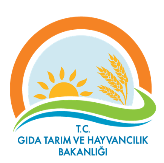 T.C.
GIDA TARIM VE HAYVANCILIK
BAKANLIĞI